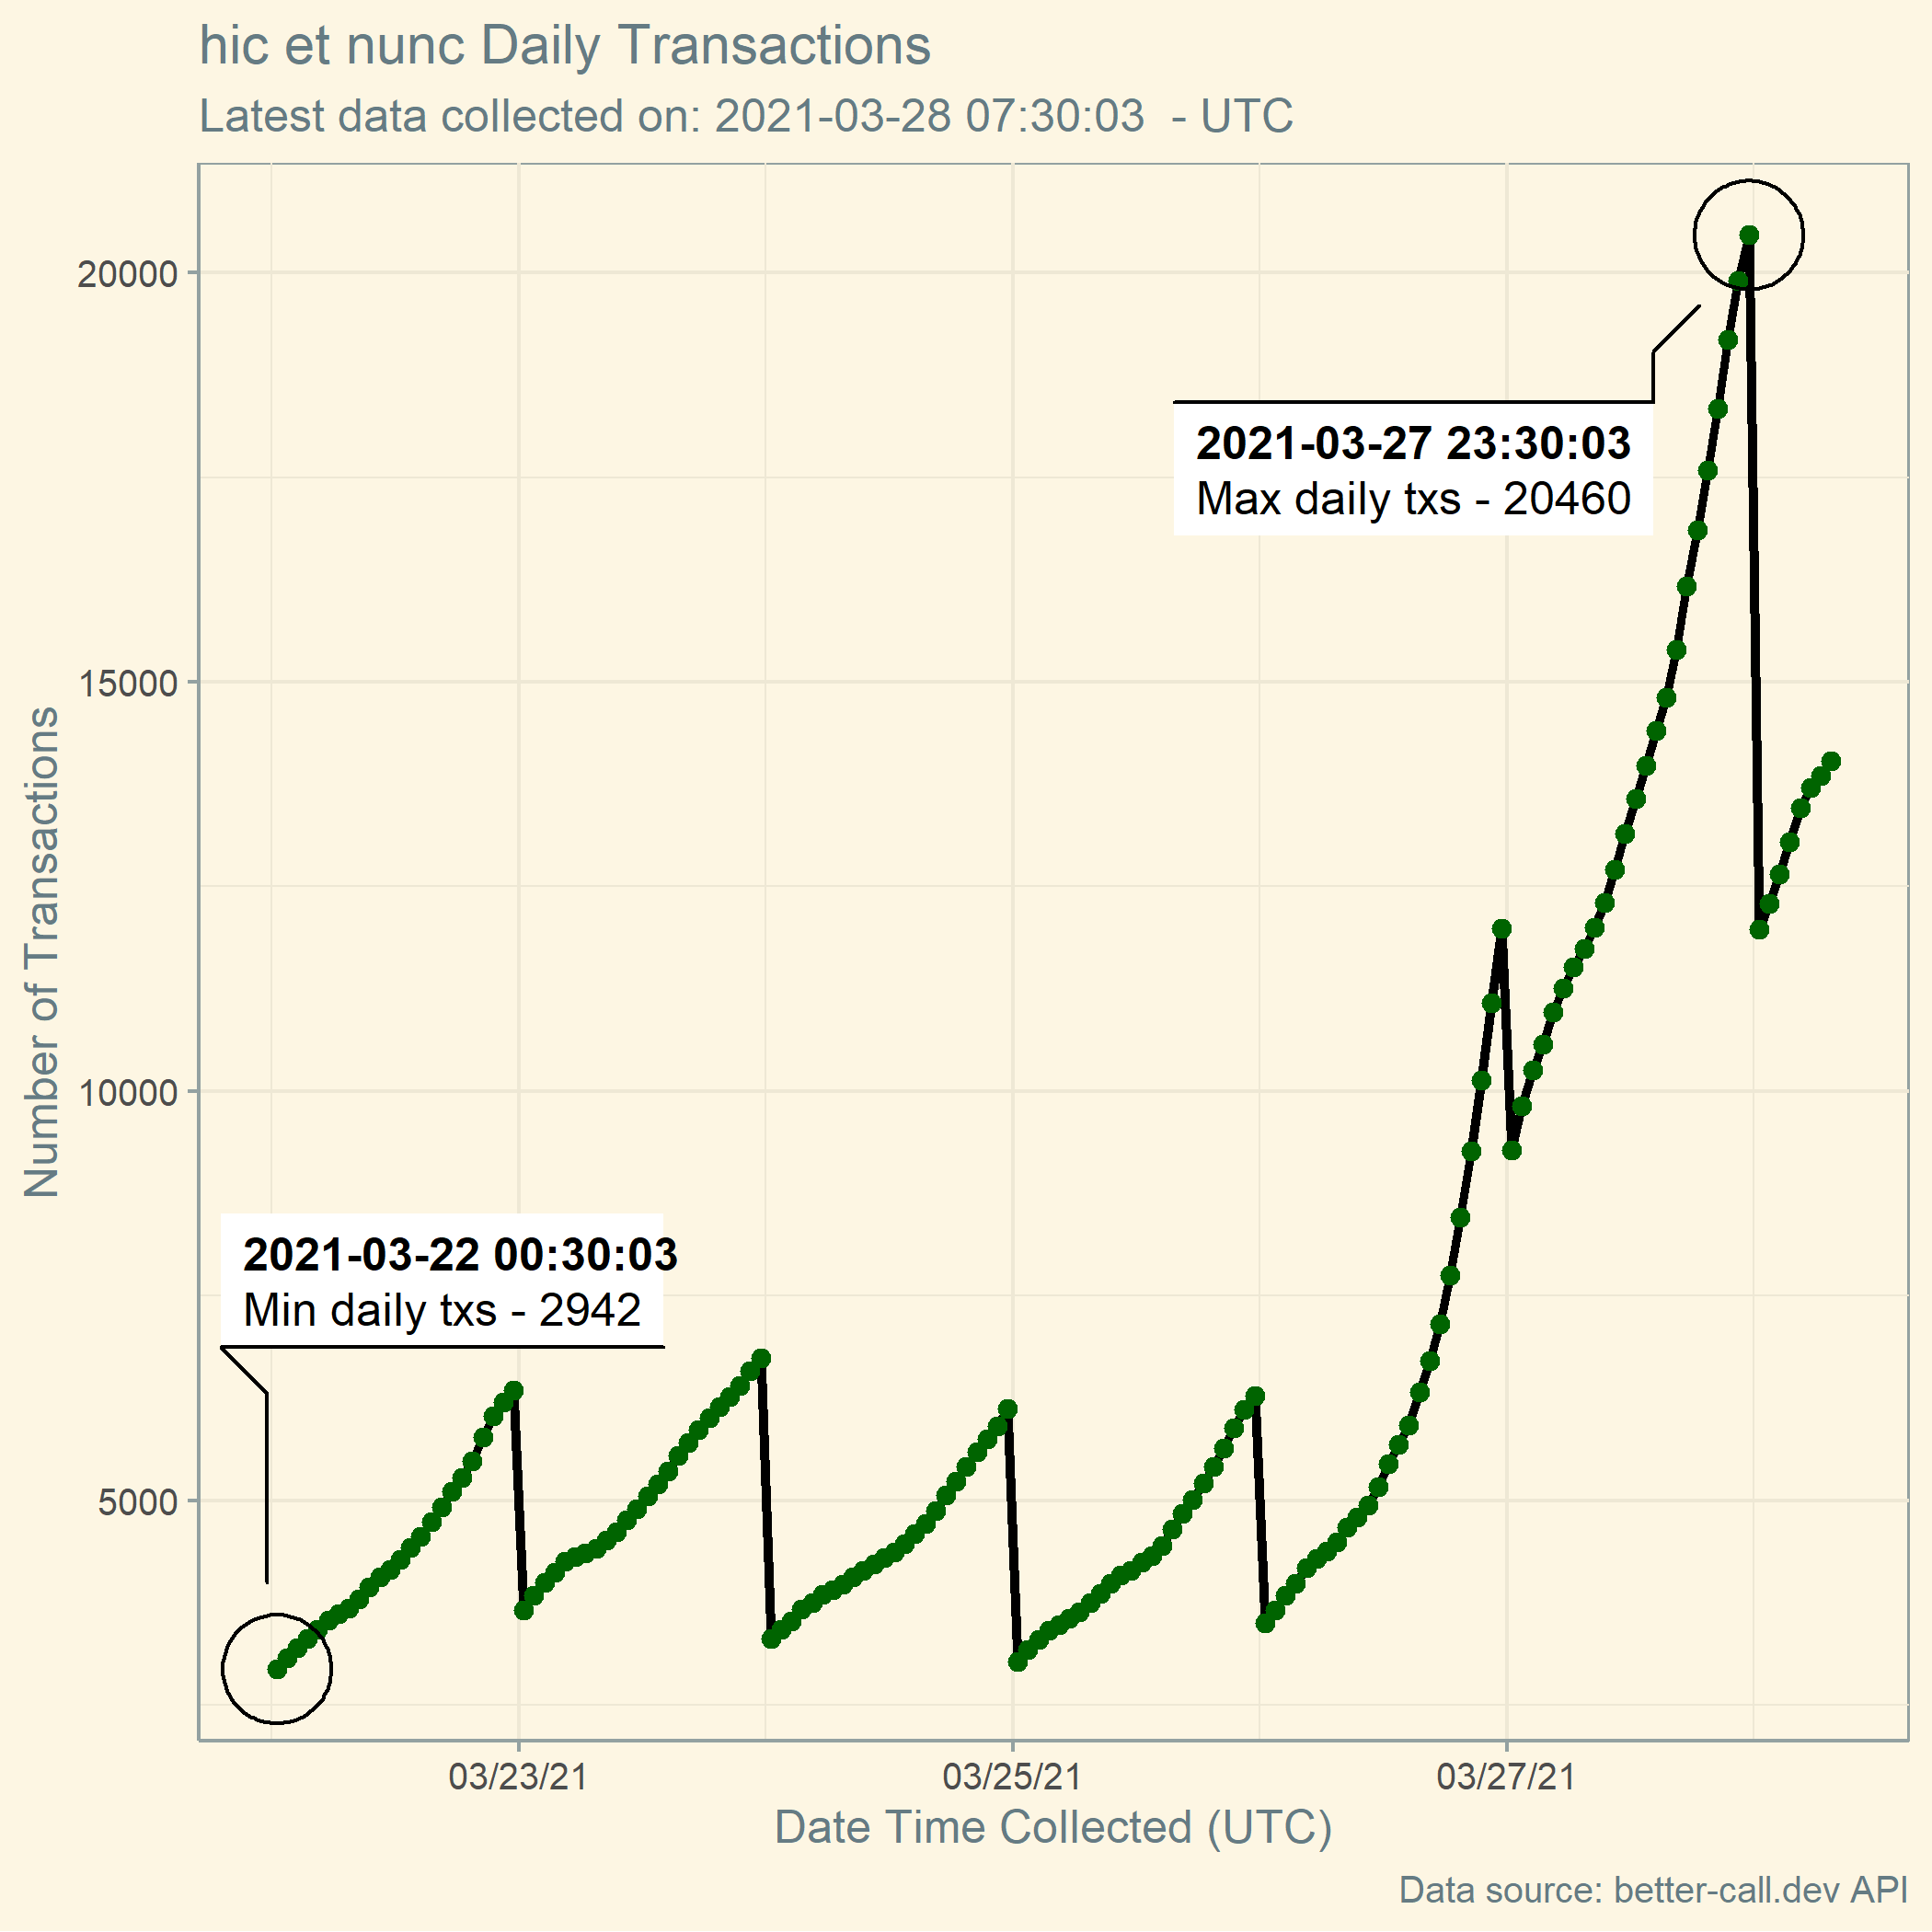 hic et nunc Daily Transactions
Latest data collected on: 2021-03-28 07:30:03  - UTC
Number of Transactions
20000
15000
10000
5000
2021-03-27 23:30:03
Max daily txs - 20460
2021-03-22 00:30:03
Min daily txs - 2942
03/23/21
03/25/21
03/27/21
Date Time Collected (UTC)
Data source: better-call.dev API